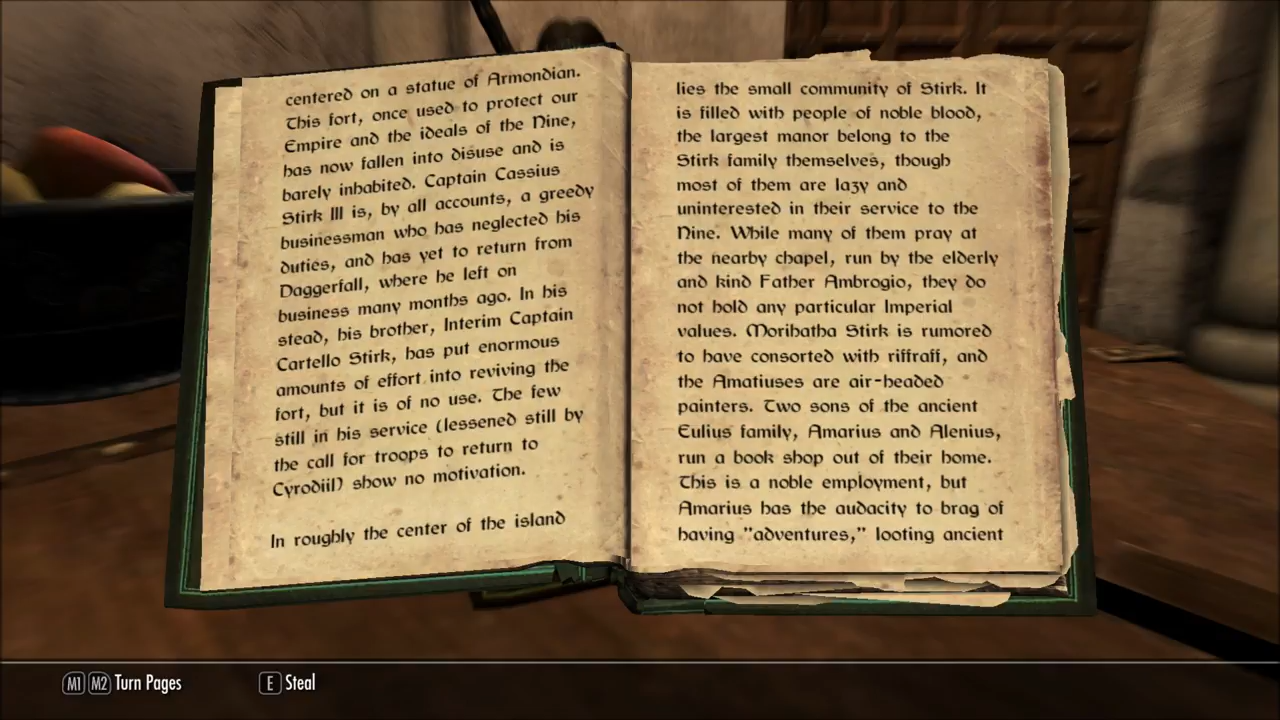 centered on a statue of Armondian.
This fort, once used to protect our
Empire and the ideals of the Nine,
has now fallen into disuse and is
barely inhabited. Captain Cassius
Stirk III is, by all accounts, a greedy
businessman who has neglected his
duties, and has yet to return from
Daggerfall, where he left on
business many months ago. In his
stead, his brother, Interim Captain
Cartello Stirk, has put enormous
amounts of effort into reviving the
fort, but it is of no use. The few
still in his service (lessened still by
the call for troops to return to
Cyrodiil) show no motivation.
In roughly the center of the island
lies the small community of Stirk. It
is filled with people of noble blood,
the largest manor belong to the
Stirk family themselves, though
most of them are lazy and
uninterested in their service to the
Nine. While many of them pray at
the nearby chapel, run by the elderly
and kind Father Ambrogio, they do
not hold any particular Imperial
values. Morihatha Stirk is rumored
to have consorted with riffraff, and
the Amatiuses are air-headed
painters. Two sons of the ancient
Eulius family, Amarius and Alenius,
run a book shop out of their home.
This is a noble employment, but
Amarius has the audacity to brag of
having "adventures," looting ancient
M1 M2 Turn Pages E Steal